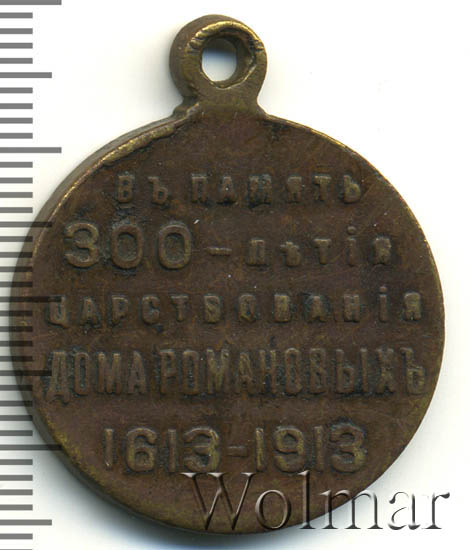 ВЪ ПАМЯТЬ
300-ЛѢТІЯ
ЦАРСТВОВАНІЯ
ДОМА РОМАНОВЫХЪ
1613-1913
Wolmar